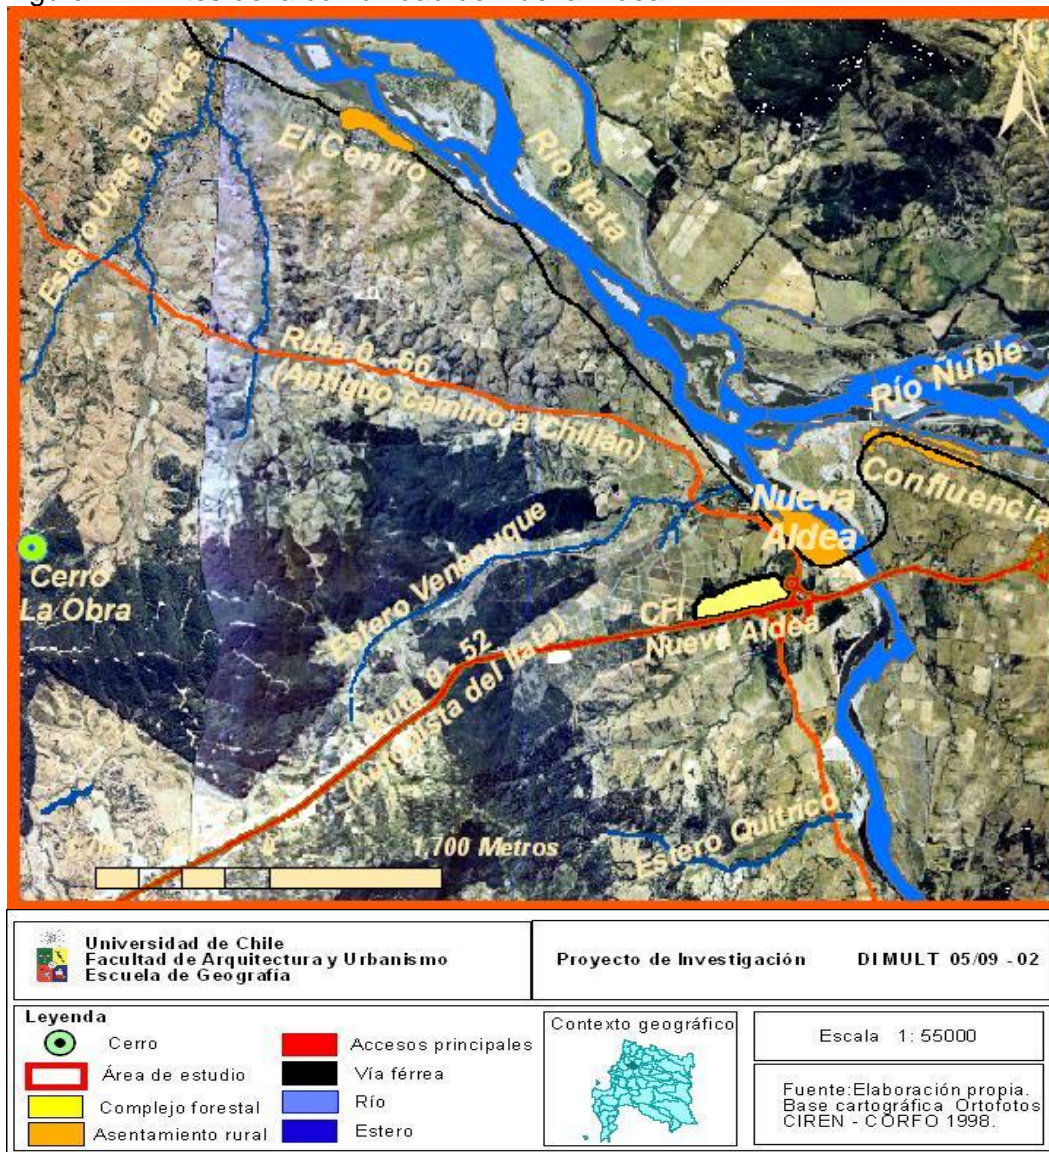 Estero Uvas Blancas
El Centro
Río Itata
N
Ruta 0 - 66
(Antiguo camino a Chillán)
Río Ñuble
Confluencia
Nueva
Aldea
Estero Venenuque
Cerro
La Obra
CFI
Nueva Aldea
Ruta 0 - 52
(Autopista del Itata)
Estero Quitrico
0
1,700 Metros
Universidad de Chile
Facultad de Arquitectura y Urbanismo
Escuela de Geografía
Proyecto de Investigación DIMULT 05/09 - 02
Leyenda
Cerro
Área de estudio
Complejo forestal
Asentamiento rural
Accesos principales
Vía férrea
Río
Estero
Contexto geográfico
Escala 1: 55000
Fuente:Elaboración propia.
Base cartográfica Ortofotos
CIREN - CORFO 1998.